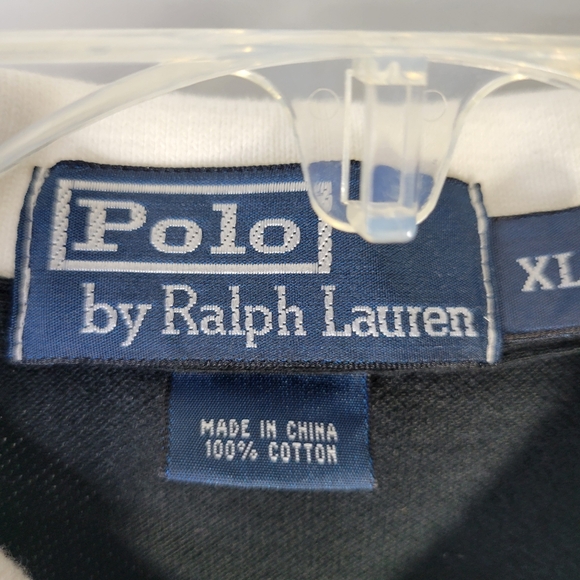 Polo
by Ralph Lauren
XL
MADE IN CHINA
100% COTTON